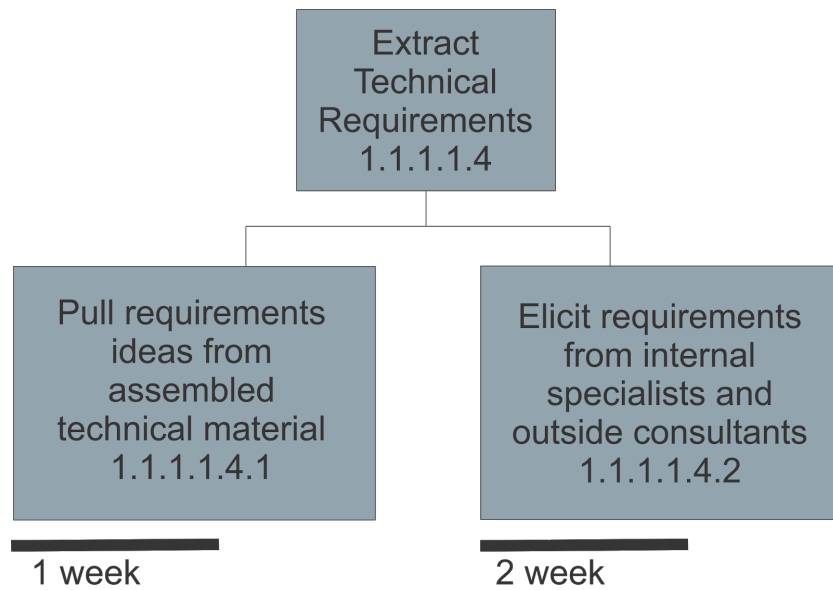 Extract
Technical
Requirements
1.1.1.1.4
Pull requirements
ideas from
assembled
technical material
1.1.1.1.4.1
Elicit requirements
from internal
specialists and
outside consultants
1.1.1.1.4.2
1 week
2 week